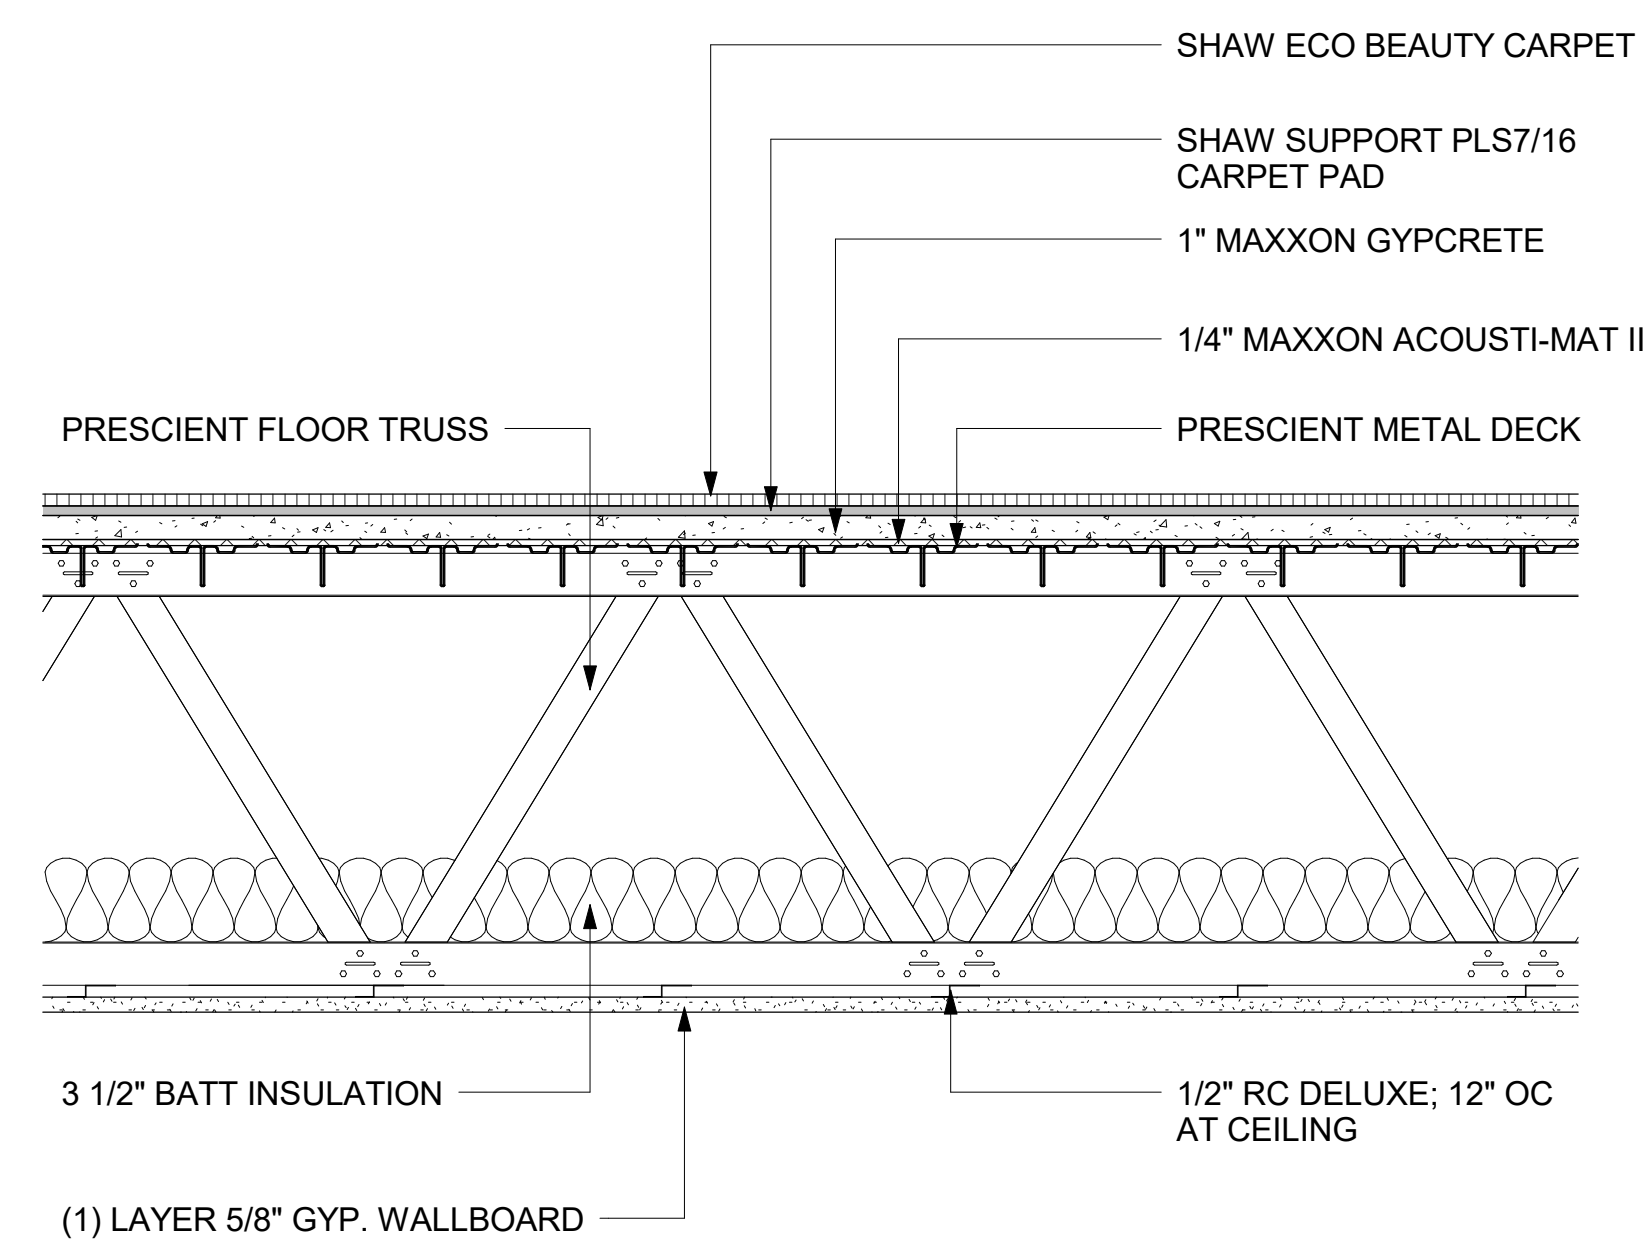 SHAW ECO BEAUTY CARPET
SHAW SUPPORT PLS7/16
CARPET PAD
1" MAXXON GYPCRETE
1/4" MAXXON ACOUSTI-MAT II
PRESCIENT FLOOR TRUSS
PRESCIENT METAL DECK
3 1/2" BATT INSULATION
1/2" RC DELUXE; 12" OC
AT CEILING
(1) LAYER 5/8" GYP. WALLBOARD